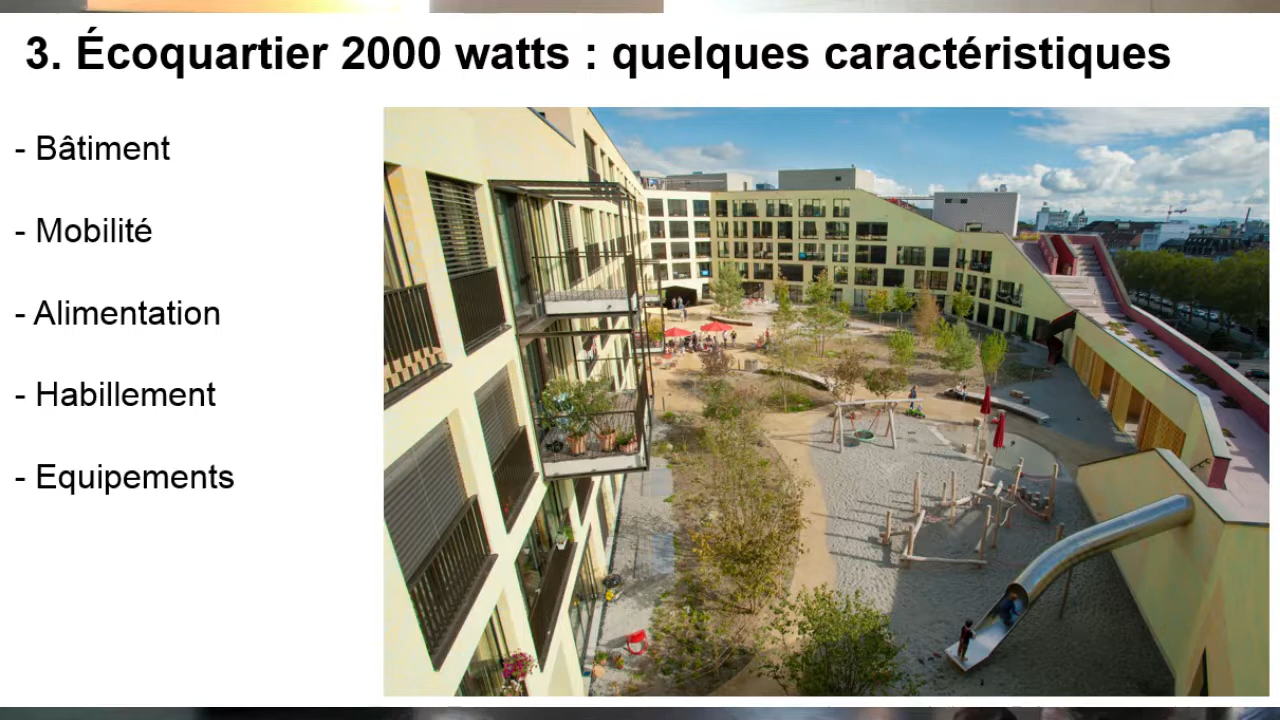 3. Écoquartier 2000 watts : quelques caractéristiques
- Bâtiment
- Mobilité
- Alimentation
- Habillement
- Equipements